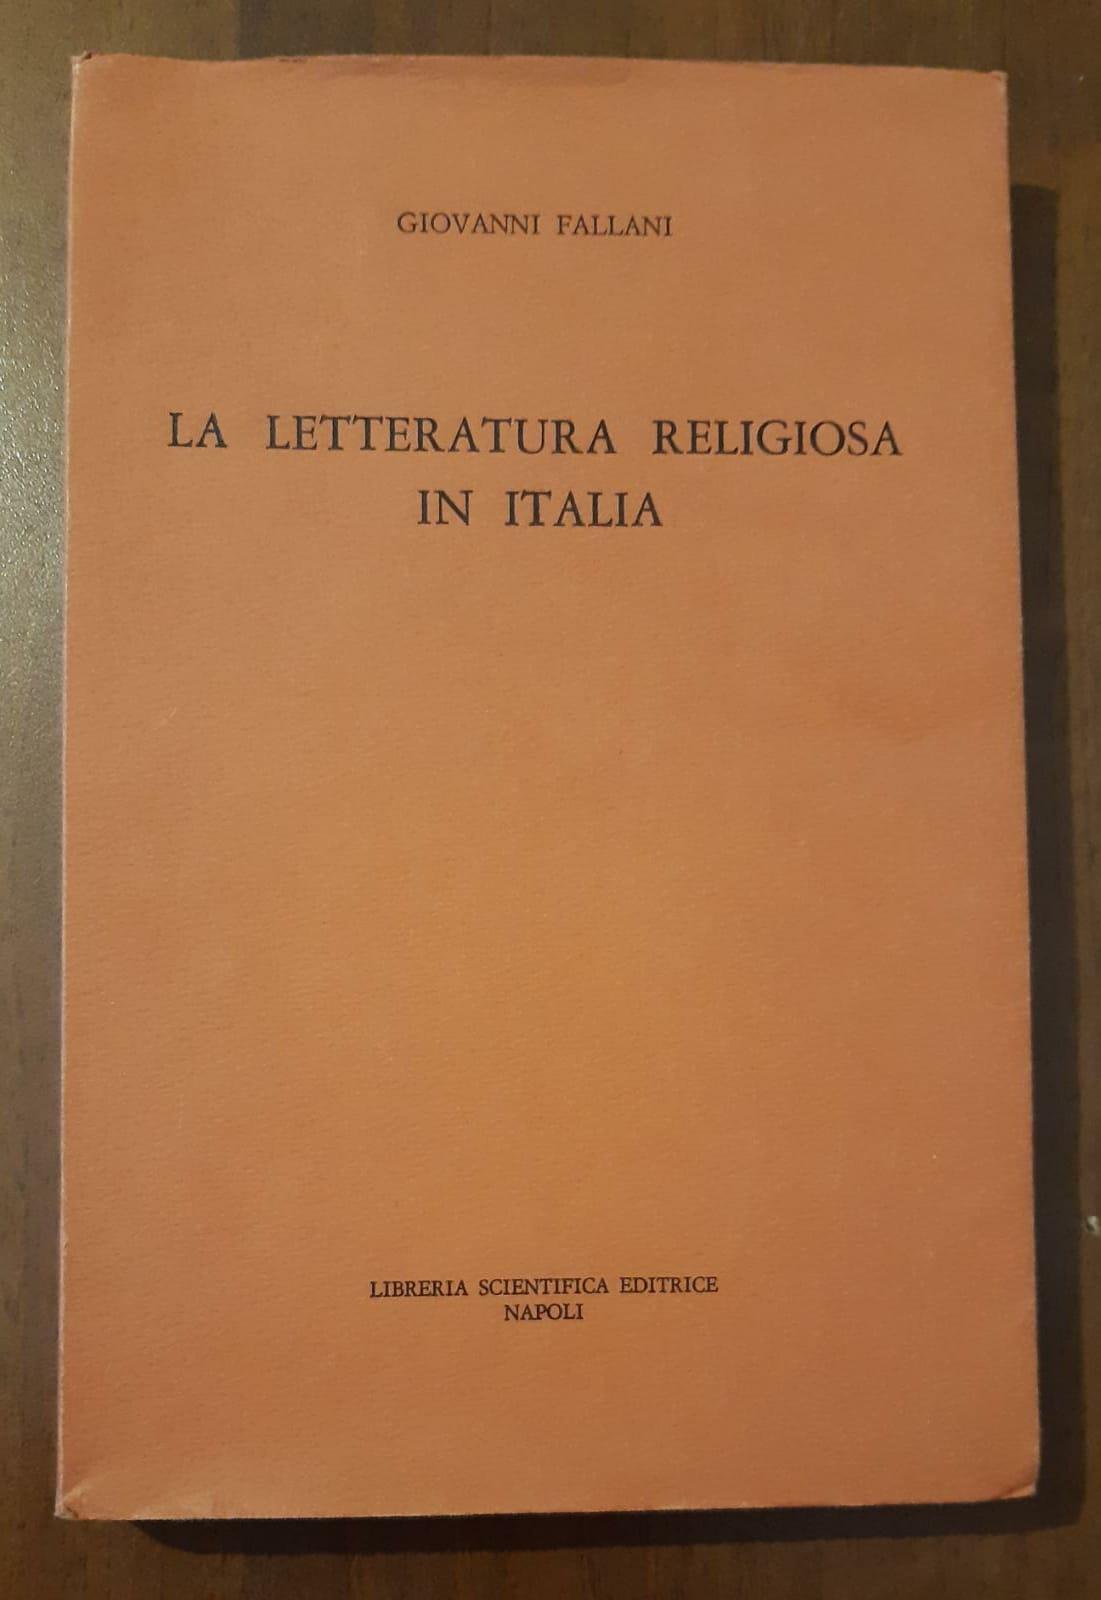 GIOVANNI FALLANI
LA LETTERATURA RELIGIOSA
IN ITALIA
LIBRERIA SCIENTIFICA EDITRICE
NAPOLI